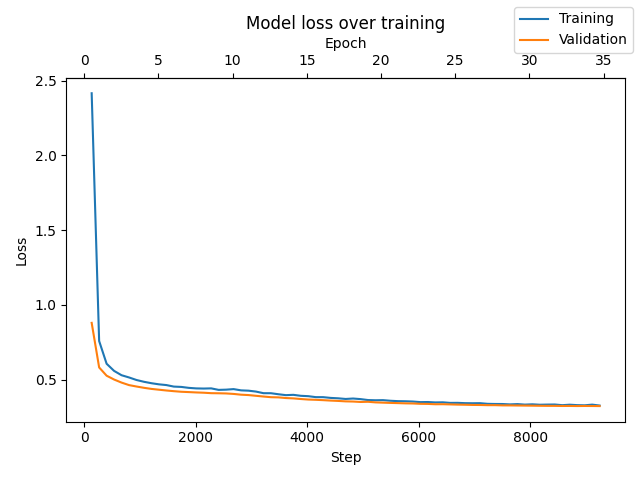 Model loss over training
Training
Validation
Epoch
0 5 10 15 20 25 30 35
2.5
2.0
1.5
1.0
0.5
Loss
0 2000 4000 6000 8000
Step